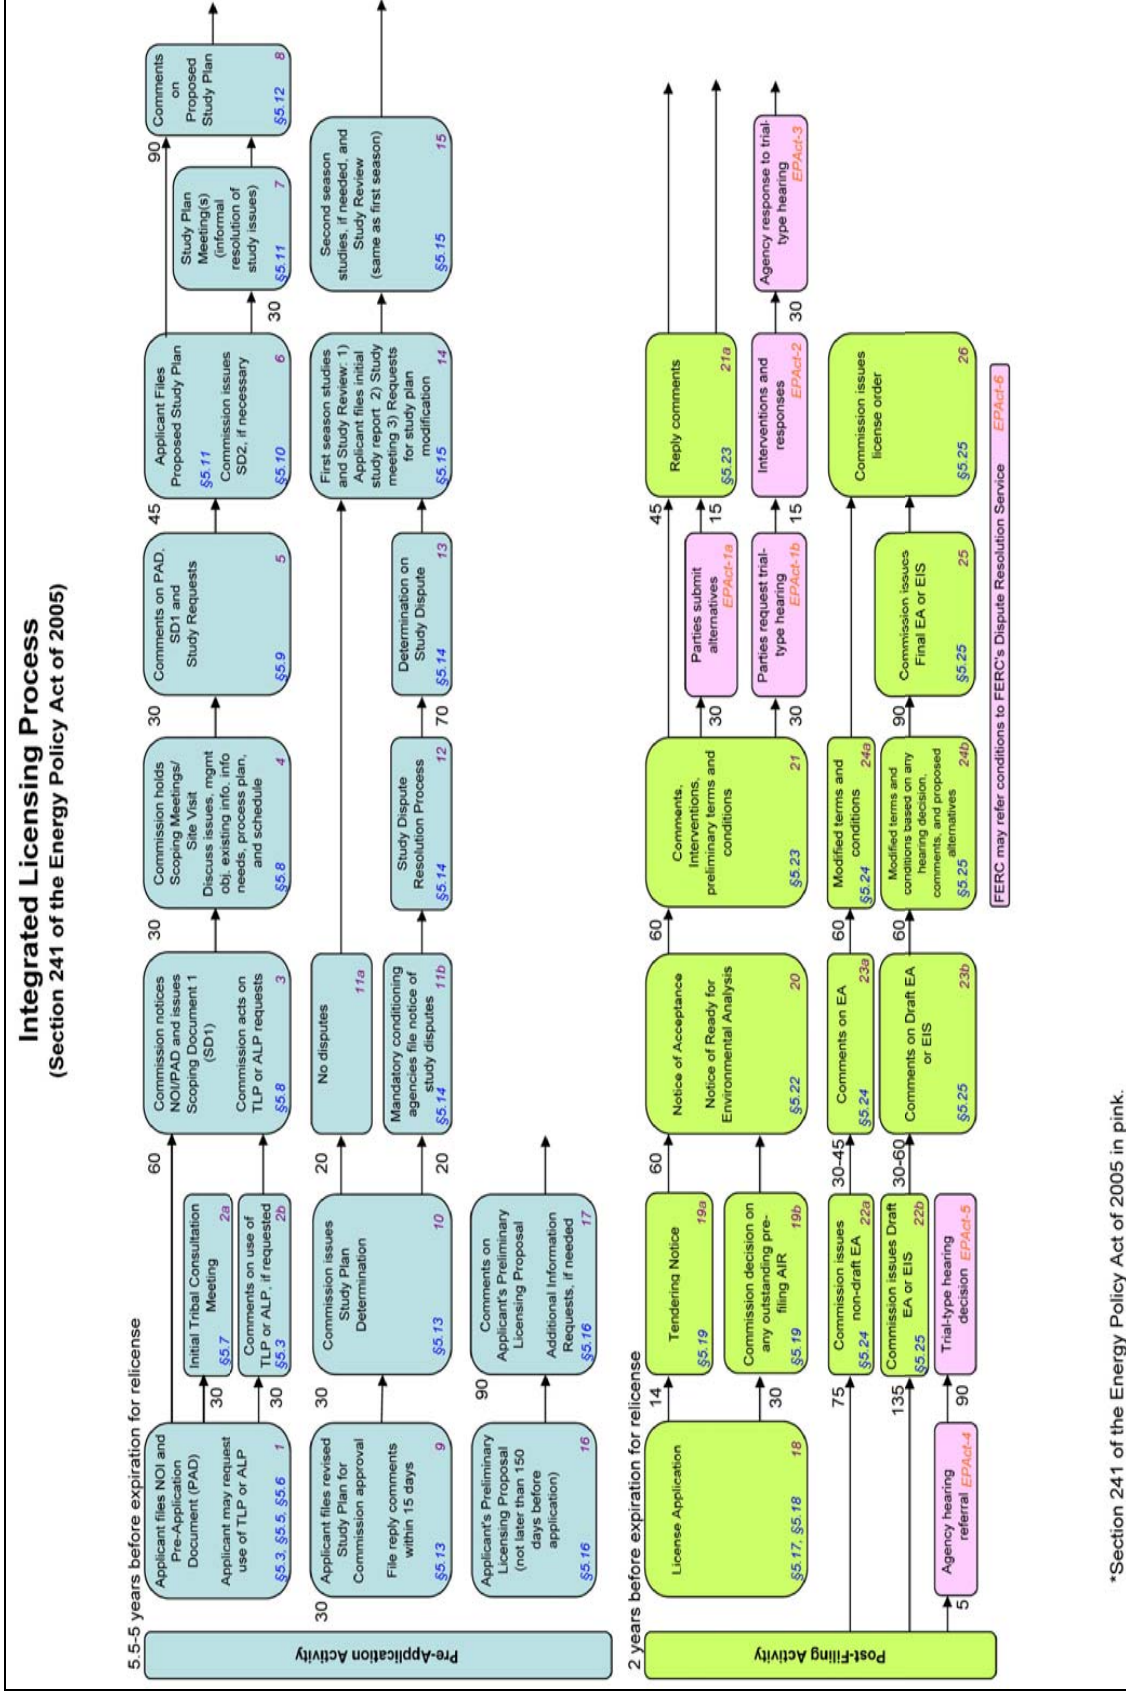 Integrated Licensing Process
(Section 241 of the Energy Policy Act of 2005)
5.5-5 years before expiration for relicense
Pre-Application Activity
Applicant files NOI and
Pre-Application
Document (PAD)
Applicant may request
use of TLP or ALP
§5.3, §5.5, §5.6 1
60
30
Initial Tribal Consultation
Meeting
§5.7 2a
30
Comments on use of
TLP or ALP, if requested
§5.3 2b
Commission notices
NOI/PAD and issues
Scoping Document 1
(SD1)
Commission acts on
TLP or ALP requests
§5.8 3
30
Commission holds
Scoping Meetings/
Site Visit
Discuss issues, mgmt
obj. existing info. info
needs, process plan,
and schedule
§5.8 4
30
Comments on PAD,
SD1 and
Study Requests
§5.9 5
45
Applicant Files
Proposed Study Plan
§5.11
Commission issues
SD2, if necessary
§5.10 6
30
Study Plan
Meeting(s)
(informal
resolution of
study issues)
§5.11 7
90
Comments
on
Proposed
Study Plan
§5.12 8
30
Applicant files revised
Study Plan for
Commission approval
File reply comments
within 15 days
§5.13 9
30
Commission issues
Study Plan
Determination
§5.13 10
20
No disputes
11a
20
Mandatory conditioning
agencies file notice of
study disputes
§5.14 11b
Study Dispute
Resolution Process
§5.14 12
70
Determination on
Study Dispute
§5.14 13
First season studies
and Study Review: 1)
Applicant files initial
study report 2) Study
meeting 3) Requests
for study plan
modification
§5.15 14
Second season
studies, if needed, and
Study Review
(same as first season)
§5.15 15
Applicant's Preliminary
Licensing Proposal
(not later than 150
days before
application)
§5.16 16
90
Comments on
Applicant's Preliminary
Licensing Proposal
Additional Information
Requests, if needed
§5.16 17
2 years before expiration for relicense
Post-Filing Activity
License Application
§5.17, §5.18 18
14
Tendering Notice
§5.19 19a
30
Commission decision on
any outstanding pre-
filing AIR
§5.19 19b
60
Notice of Acceptance
Notice of Ready for
Environmental Analysis
§5.22 20
60
Comments,
Interventions,
preliminary terms and
conditions
§5.23 21
45
30
Parties submit
alternatives
EPAct-1a
15
Reply comments
§5.23 21a
30
Parties request trial-
type hearing
EPAct-1b
15
Interventions and
responses
EPAct-2
30
Agency response to trial-
type hearing
EPAct-3
75
Commission issues
non-draft EA
§5.24 22a
30-45
Comments on EA
§5.24 23a
60
Modified terms and
conditions
§5.24 24a
135
Commission issues Draft
EA or EIS
§5.25 22b
30-60
Comments on Draft EA
or EIS
§5.25 23b
60
Modified terms and
conditions based on any
hearing decision,
comments, and proposed
alternatives
§5.25 24b
90
Commission issues
Final EA or EIS
§5.25 25
Commission issues
license order
§5.25 26
5
Agency hearing
referral EPAct-4
90
Trial-type hearing
decision EPAct-5
FERC may refer conditions to FERC's Dispute Resolution Service EPAct-6
*Section 241 of the Energy Policy Act of 2005 in pink.